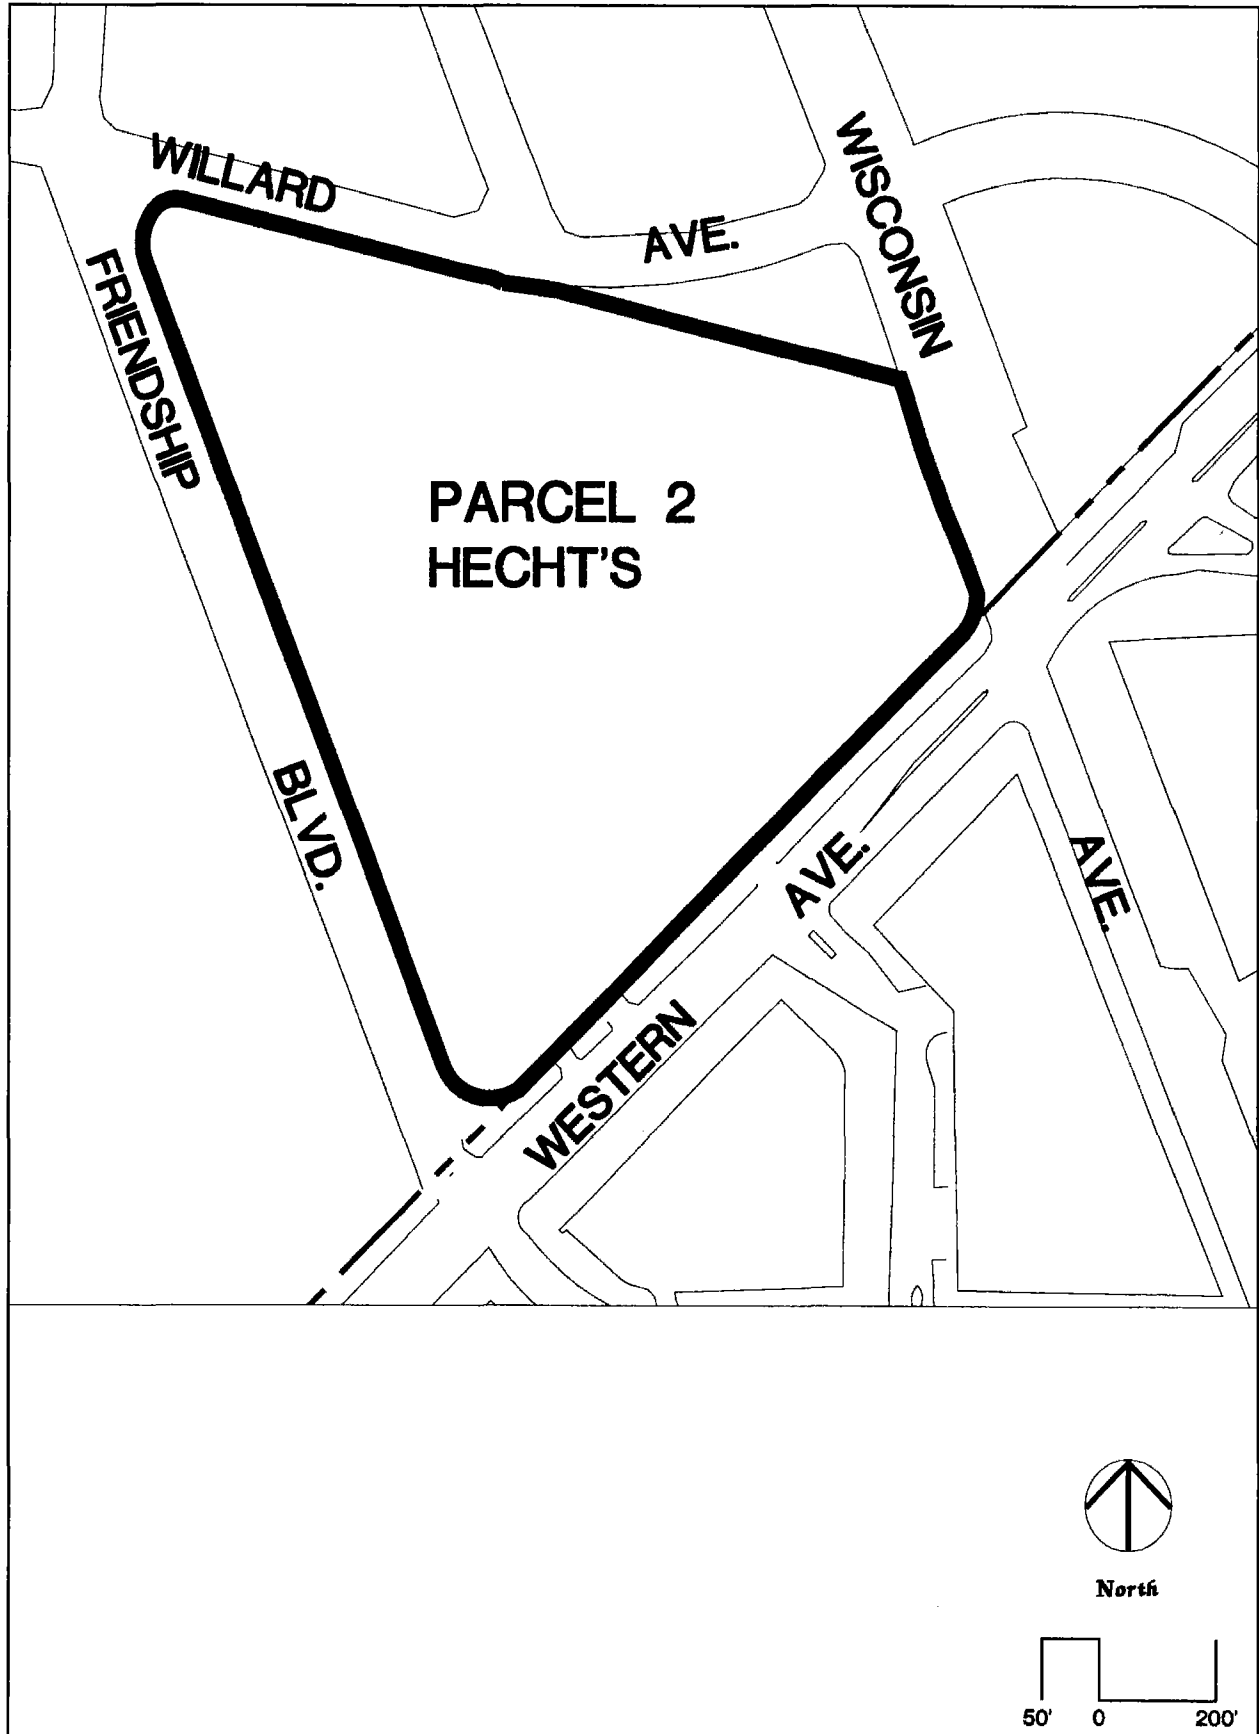 WILLARD
AVE.
WISCONSIN
AVE.
FRIENDSHIP
BLVD.
PARCEL 2
HECHT'S
WESTERN
AVE.
North
50' 0 200'